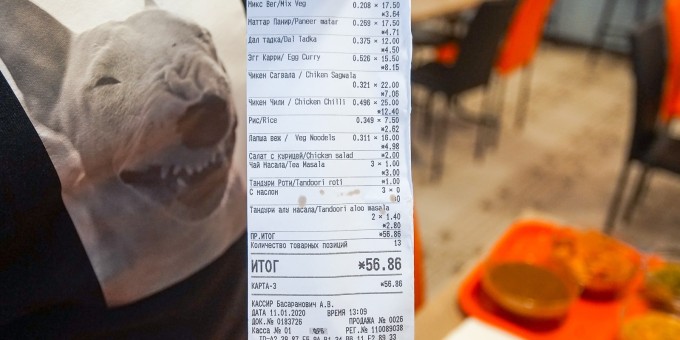 Микс Вег/Mix Veg 0.208 × 17.50
*3.64
Маттар Панир/Paneer matar
0.269 × 17.50
*4.71
Дал тадка/Dal Tadka
0.375 × 12.00
*4.50
Эгг Карри/ Egg Curry
0.526 × 15.50
*8.15
Чикен Сагвала / Chiken Sagwala
0.321 × 22.00
*7.06
Чикен Чили / Chicken Chilli 0.496 × 25.00
*12.40
Рис/Rice 0.349 × 7.50
*2.62
Лапша век / Veg Noodels 0.311 × 16.00
*4.98
Салат с курицей/Chicken salad *2.00
Чай Масала/Tea Masala 3 × 1.00
*3.00
Тандури Роти/Tandoori roti *1.00
С маслом 3 × 0
Тандури алу масала/Tandoori aloo masala
2 × 1.40
*2.80
ПР.ИТОГ *56.86
Количество товарных позиций 13
ИТОГ *56.86
КАРТА-3 *56.86
КАССИР Басаранович А.В.
ДАТА 11.01.2020 ВРЕМЯ 13:09
ДОК.№ 0183726 ПРОДАЖА № 0026
Касса № 01 РЕГ.№ 110089038